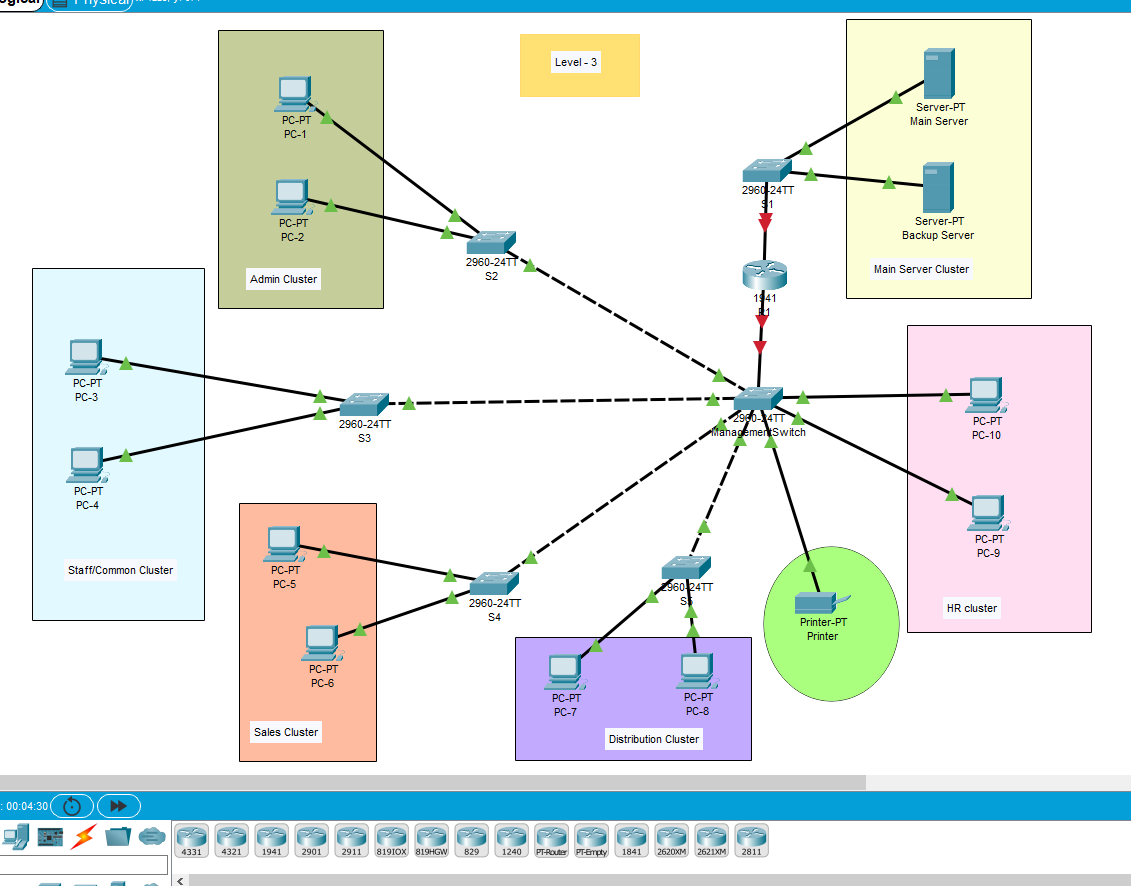 Physical
Level - 3
PC-PT
PC-1
PC-PT
PC-2
Admin Cluster
2960-24TT
S2
Server-PT
Main Server
Server-PT
Backup Server
Main Server Cluster
2960-24TT
S1
1941
R1
PC-PT
PC-3
PC-PT
PC-4
Staff/Common Cluster
2960-24TT
S3
2960-24TT
ManagementSwitch
PC-PT
PC-10
PC-PT
PC-9
HR cluster
PC-PT
PC-5
PC-PT
PC-6
Sales Cluster
2960-24TT
S4
2960-24TT
S5
PC-PT
PC-7
PC-PT
PC-8
Distribution Cluster
Printer-PT
Printer
: 00:04:30
4331
4321
1941
2901
2911
819IOX
819HGW
829
1240
PT-Router
PT-Empty
1841
2620XM
2621XM
2811